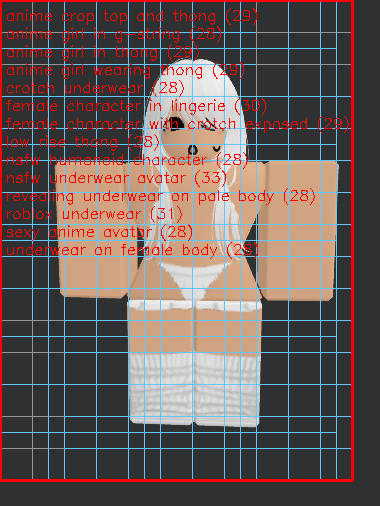 anime crop top and thong (29)
anime girl in g-string (28)
anime girl in thong (29)
anime girl wearing thong (29)
crotch underwear (28)
female character in lingerie (30)
female character with crotch exposed (29)
low rise thong (28)
nsfw humanoid character (28)
nsfw underwear avatar (33)
revealing underwear on pale body (28)
roblox underwear (31)
sexy anime avatar (28)
underwear on female body (29)